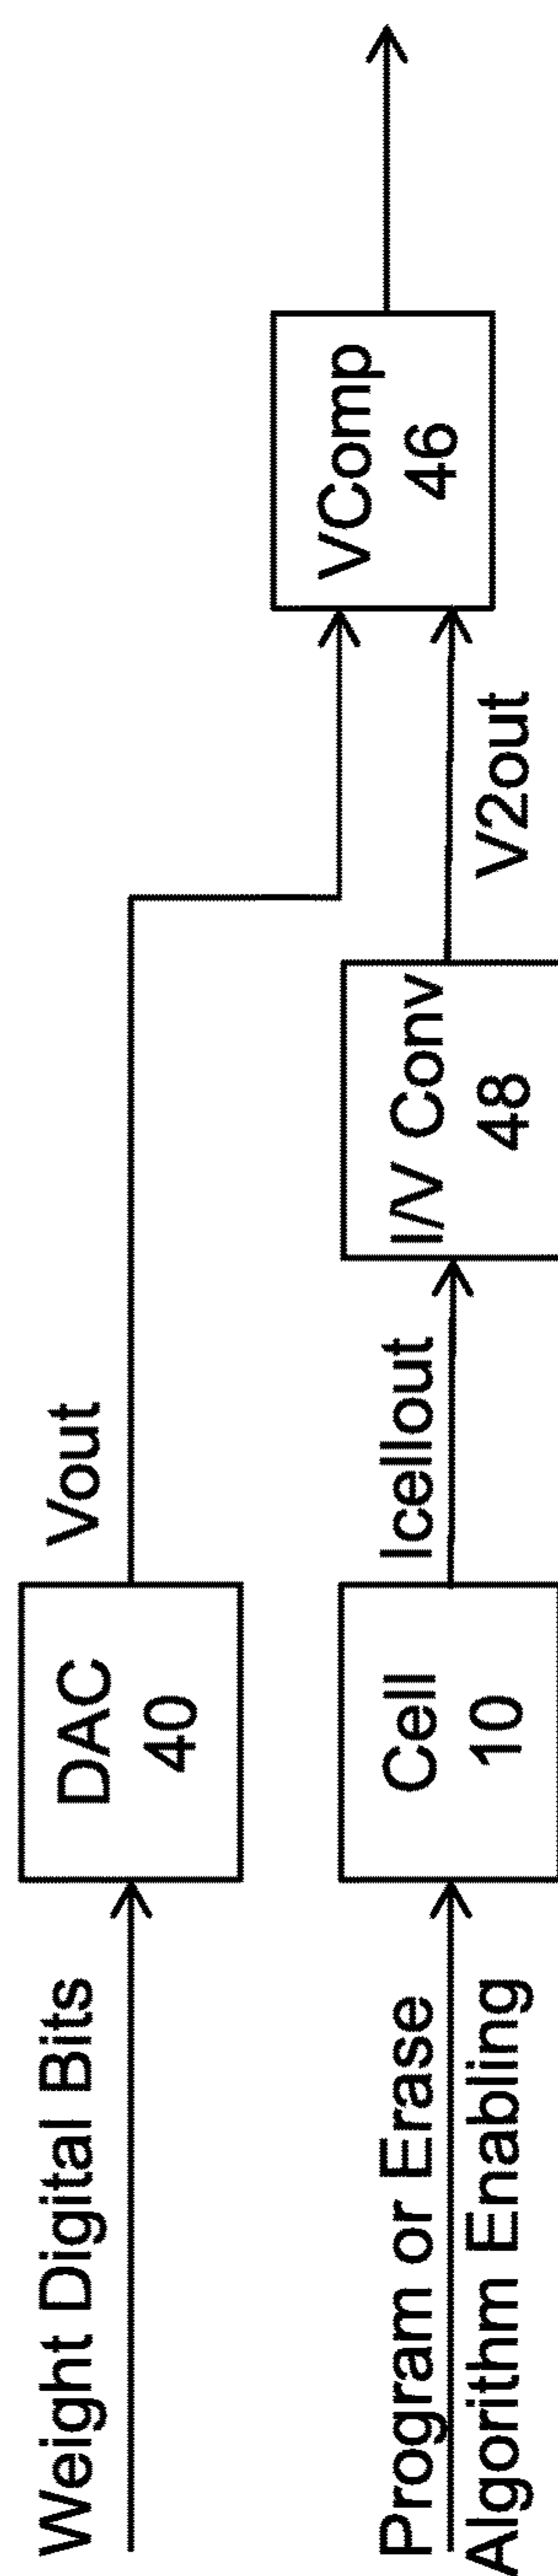 Weight Digital Bits
DAC
40
Vout
VComp
46
Program or Erase
Algorithm Enabling
Cell
10
Icellout
I/V Conv
48
V2out